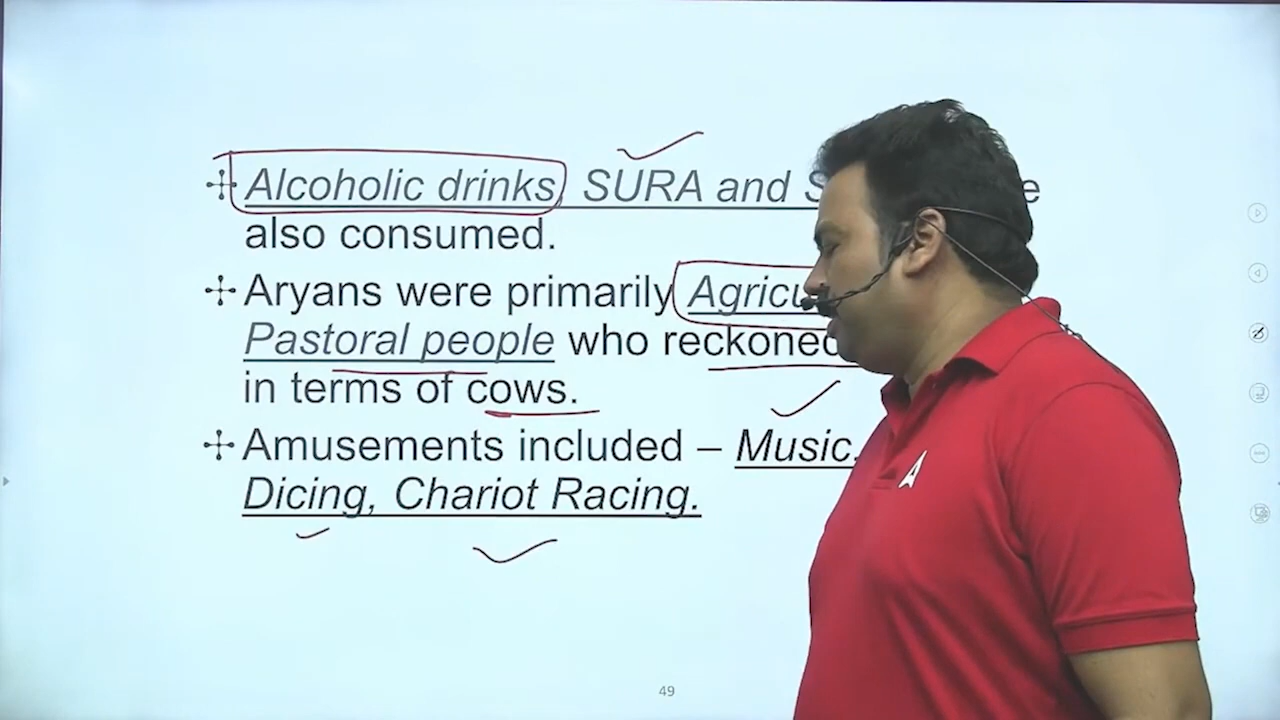 Alcoholic drinks, SURA and
also consumed.
Aryans were primarily
Pastoral people who reckoned
in terms of cows.
Amusements included – Music,
Dicing, Chariot Racing.
49
A